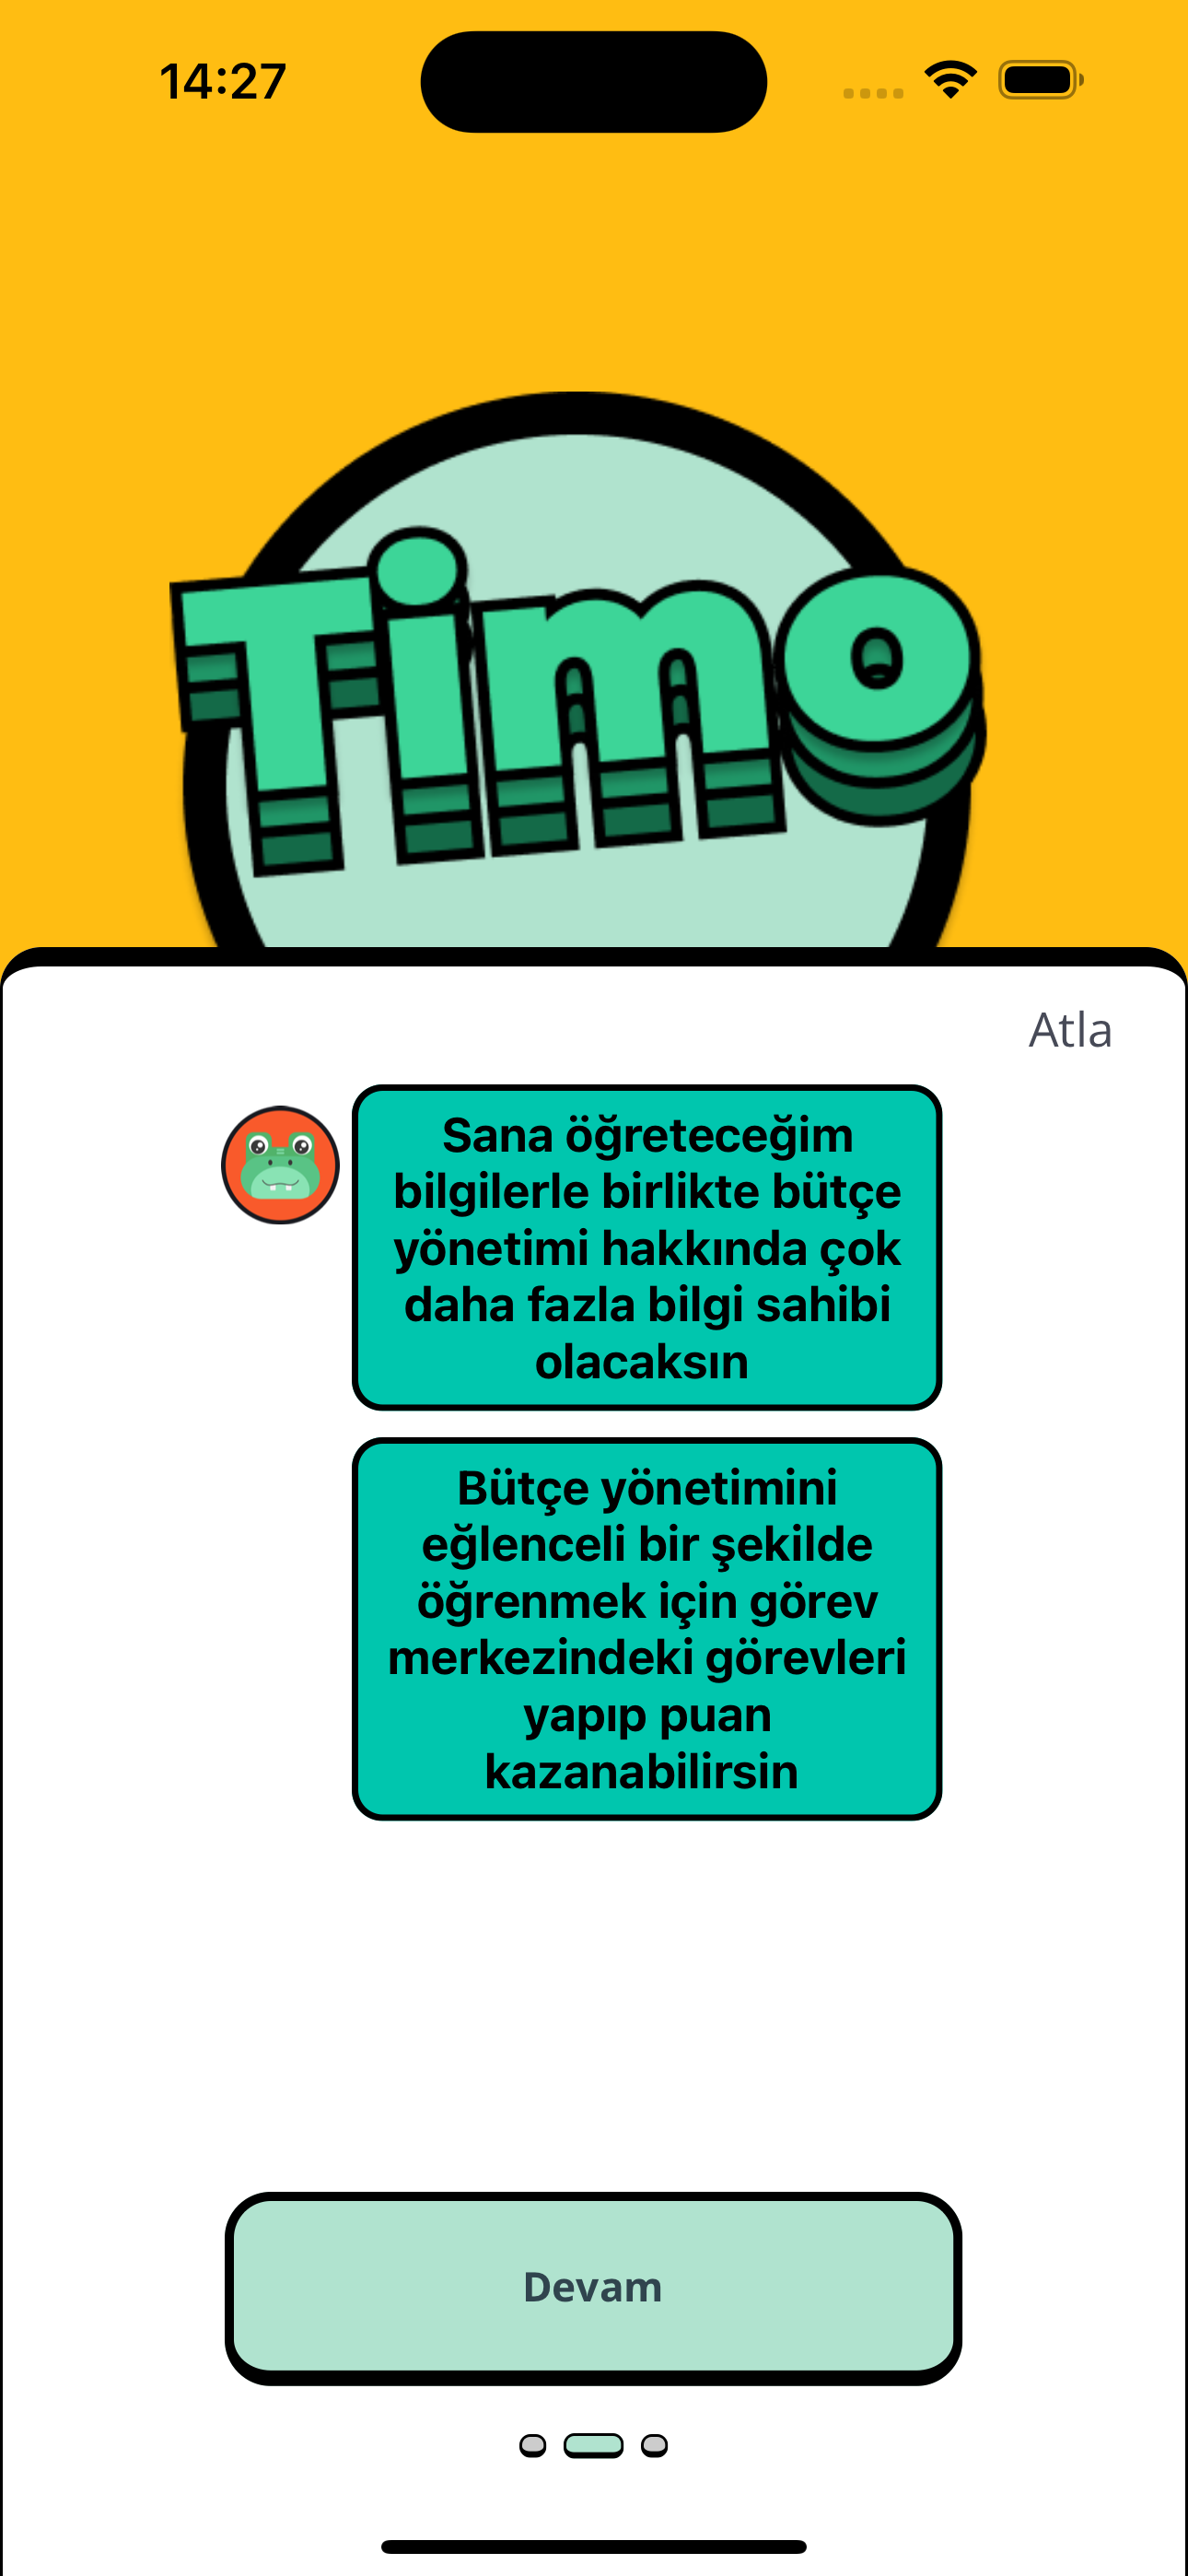 14:27
Timo
Atla
Sana öğreteceğim
bilgilerle birlikte bütçe
yönetimi hakkında çok
daha fazla bilgi sahibi
olacaksın
Bütçe yönetimini
eğlenceli bir şekilde
öğrenmek için görev
merkezindeki görevleri
yapıp puan
kazanabilirsin
Devam